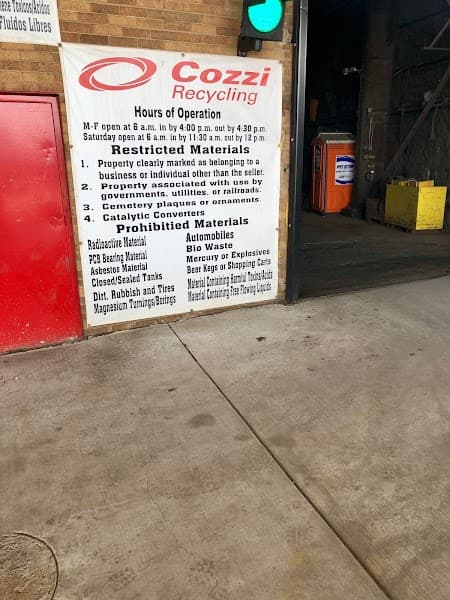 Fluidos Libres
Cozzi
Recycling
Hours of Operation
M-F open at 6 a.m. in by 4:00 p.m. out by 4:30 p.m.
Saturday open at 6 a.m. in by 11:30 a.m. out by 12 p.m.
Restricted Materials
1. Property clearly marked as belonging to a
business or individual other than the seller.
2. Property associated with use by
governments, utilities, or railroads.
3. Cemetery plaques or ornaments.
4. Catalytic Converters
Prohibitied Materials
Radioactive Material
PCB Bearing Material
Asbestos Material
Closed/Sealed Tanks
Dirt, Rubbish and Tires
Magnesium Turnings/Borings
Automobiles
Bio Waste
Mercury or Explosives
Beer Kegs or Shopping Carts
Material Containing Harmful Toxins/Acids
Material Containing Free Flowing Liquids